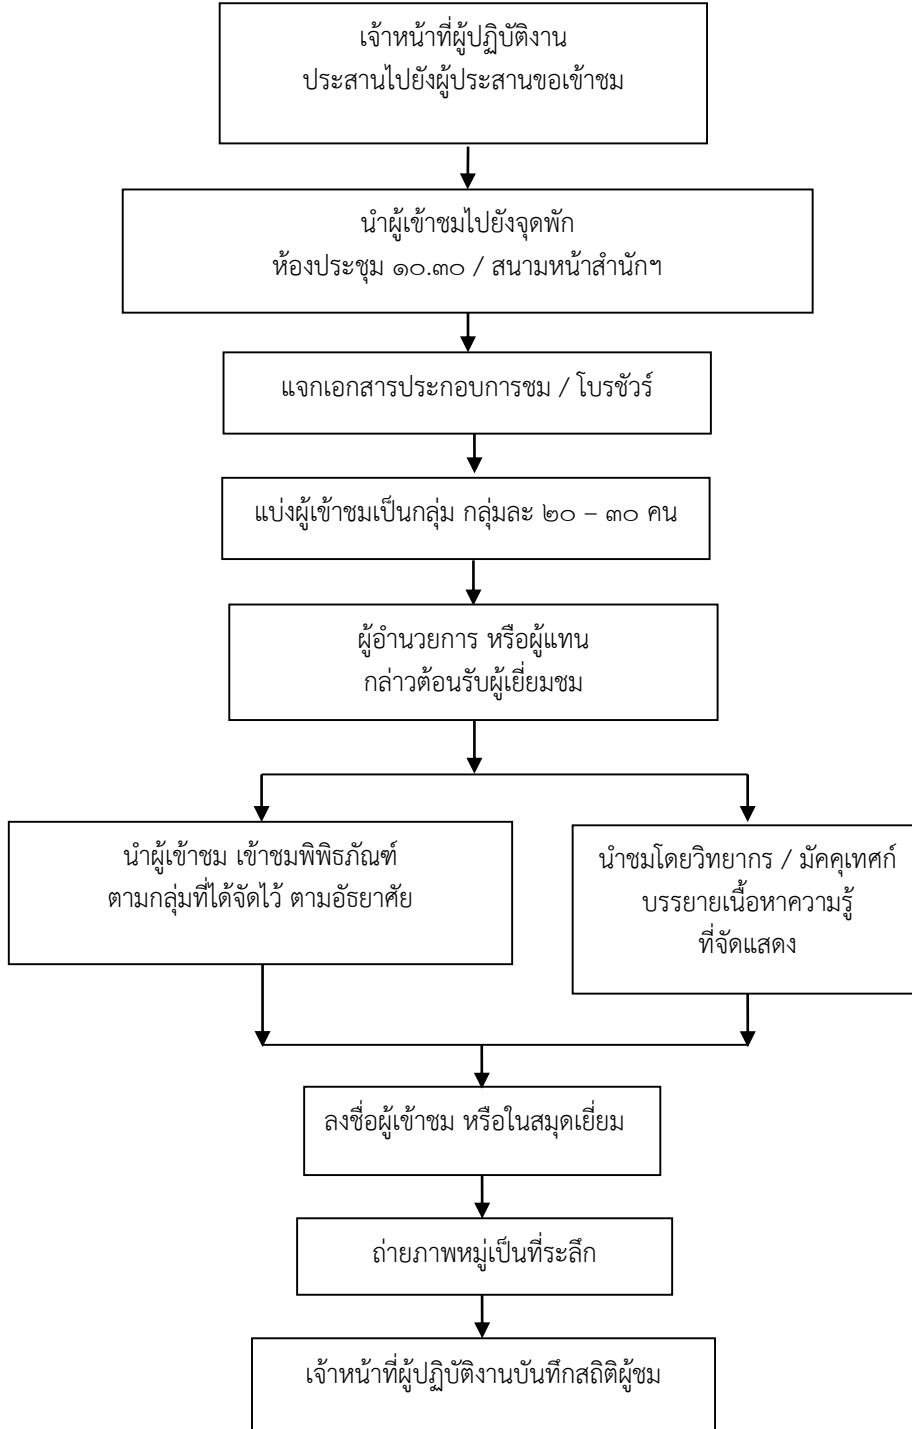 เจ้าหน้าที่ผู้ปฏิบัติงาน
ประสานไปยังผู้ประสานขอเข้าชม
นำผู้เข้าชมไปยังจุดพัก
ห้องประชุม ๑๐.๓๐ / สนามหน้าสำนักฯ
แจกเอกสารประกอบการชม / โบรชัวร์
แบ่งผู้เข้าชมเป็นกลุ่ม กลุ่มละ ๒๐ – ๓๐ คน
ผู้อำนวยการ หรือผู้แทน
กล่าวต้อนรับผู้เยี่ยมชม
นำผู้เข้าชม เข้าชมพิพิธภัณฑ์
ตามกลุ่มที่ได้จัดไว้ ตามอัธยาศัย
นำชมโดยวิทยากร / มัคคุเทศก์
บรรยายเนื้อหาความรู้
ที่จัดแสดง
ลงชื่อผู้เข้าชม หรือในสมุดเยี่ยม
ถ่ายภาพหมู่เป็นที่ระลึก
เจ้าหน้าที่ผู้ปฏิบัติงานบันทึกสถิติผู้ชม